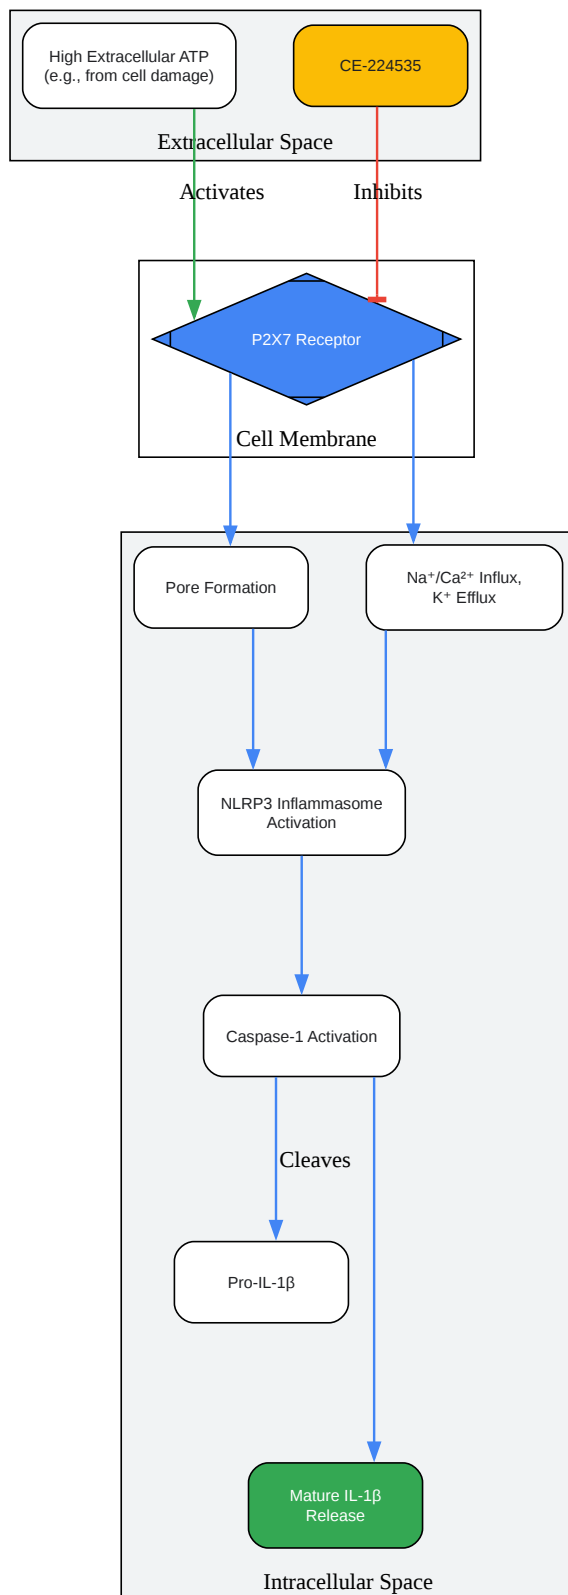 High Extracellular ATP
(e.g., from cell damage)
CE-224535
Extracellular Space
Activates
Inhibits
P2X7 Receptor
Cell Membrane
Pore Formation
Na⁺/Ca²⁺ Influx,
K⁺ Efflux
NLRP3 Inflammasome
Activation
Caspase-1 Activation
Cleaves
Pro-IL-1β
Mature IL-1β
Release
Intracellular Space